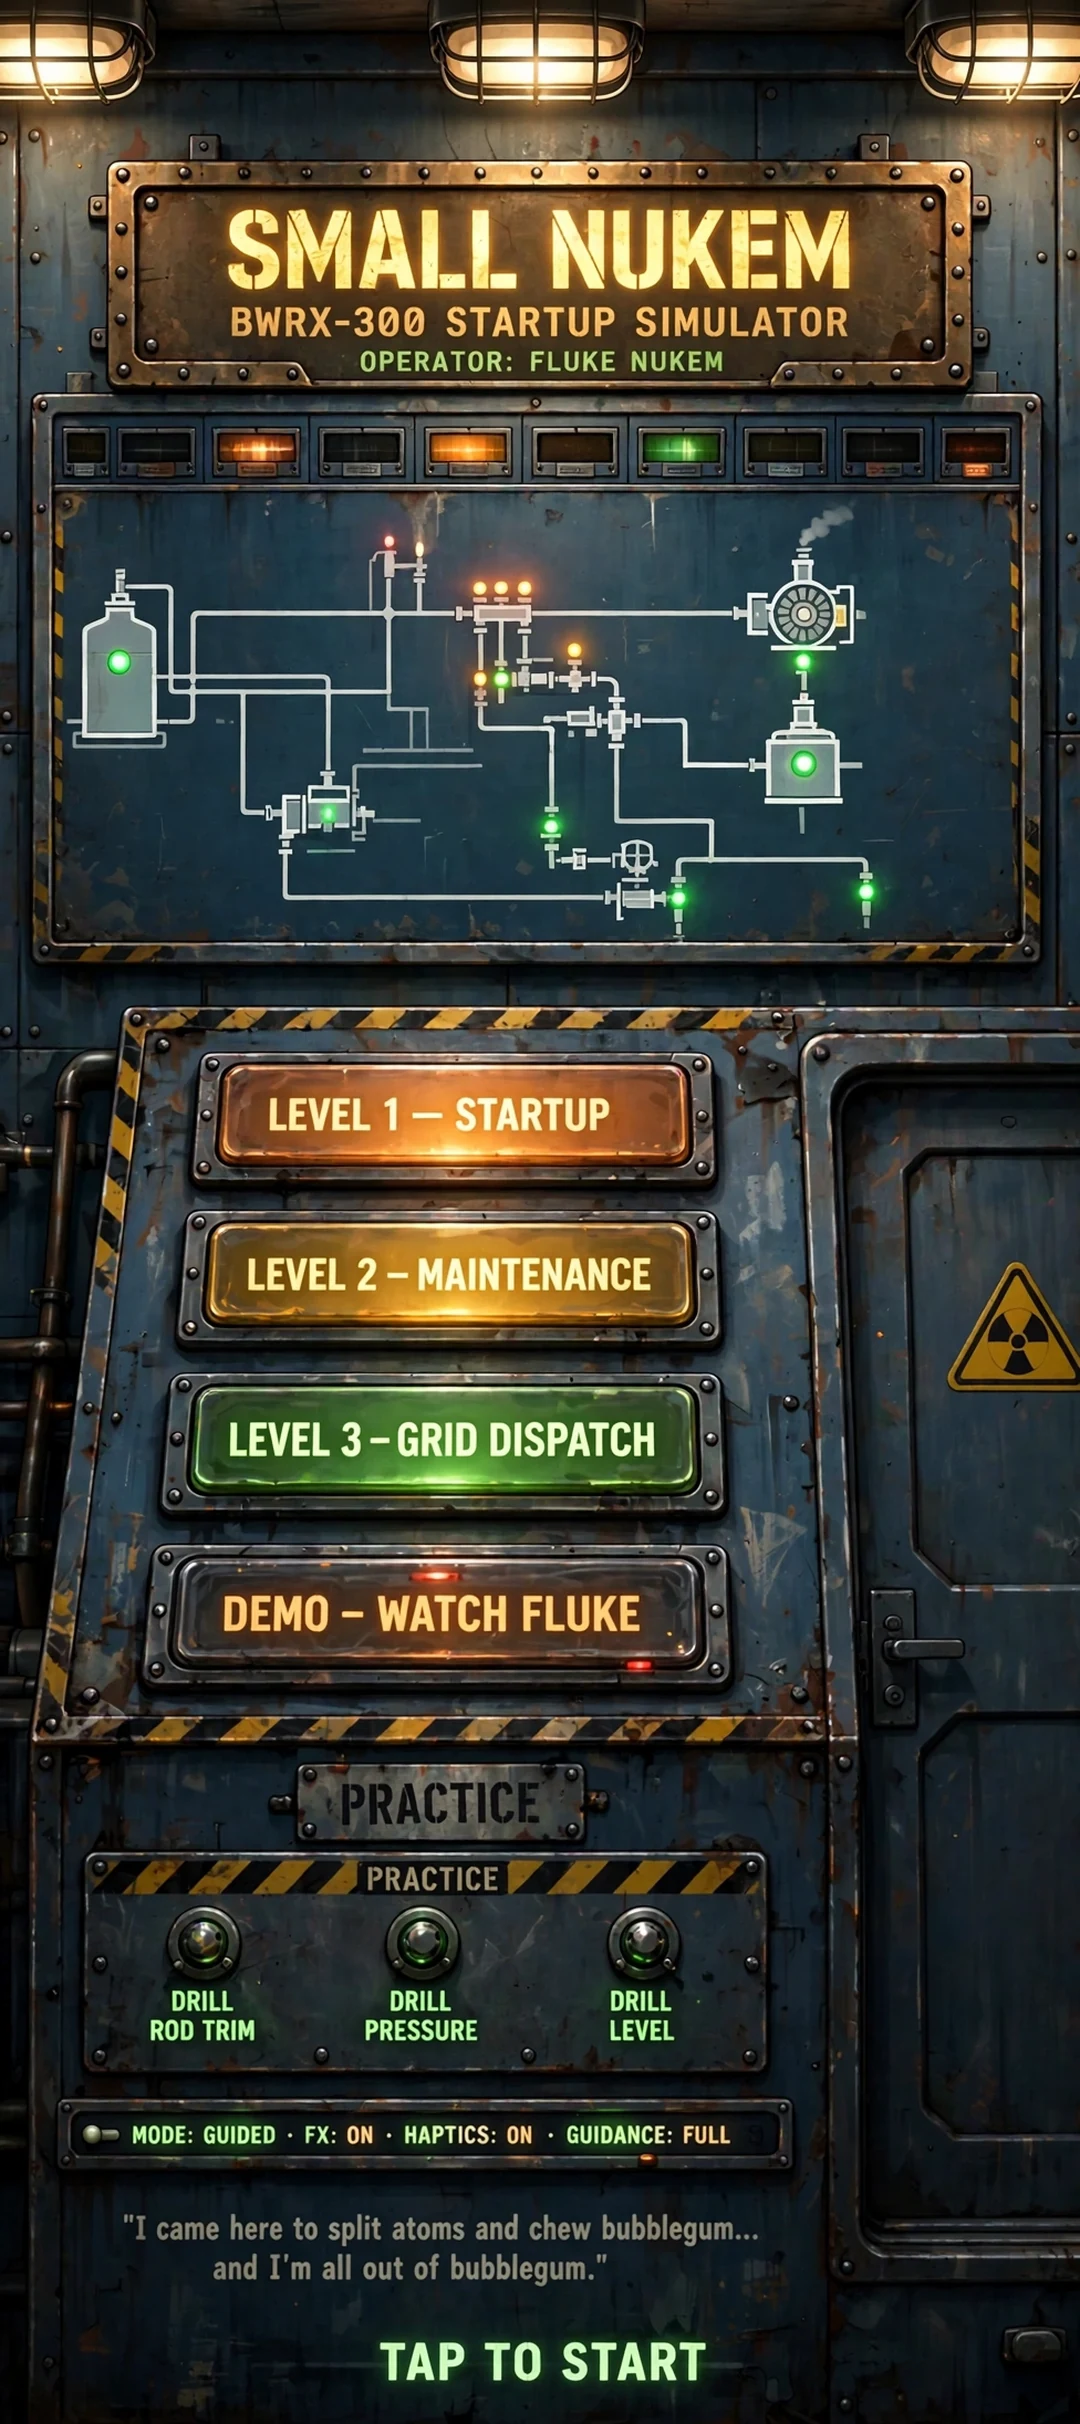 SMALL NUKEM
BWRX-300 STARTUP SIMULATOR
OPERATOR: FLUKE NUKEM
LEVEL 1 — STARTUP
LEVEL 2 – MAINTENANCE
LEVEL 3 – GRID DISPATCH
DEMO – WATCH FLUKE
PRACTICE
PRACTICE
DRILL
ROD TRIM
DRILL
PRESSURE
DRILL
LEVEL
MODE: GUIDED · FX: ON · HAPTICS: ON · GUIDANCE: FULL
"I came here to split atoms and chew bubblegum...
and I'm all out of bubblegum."
TAP TO START